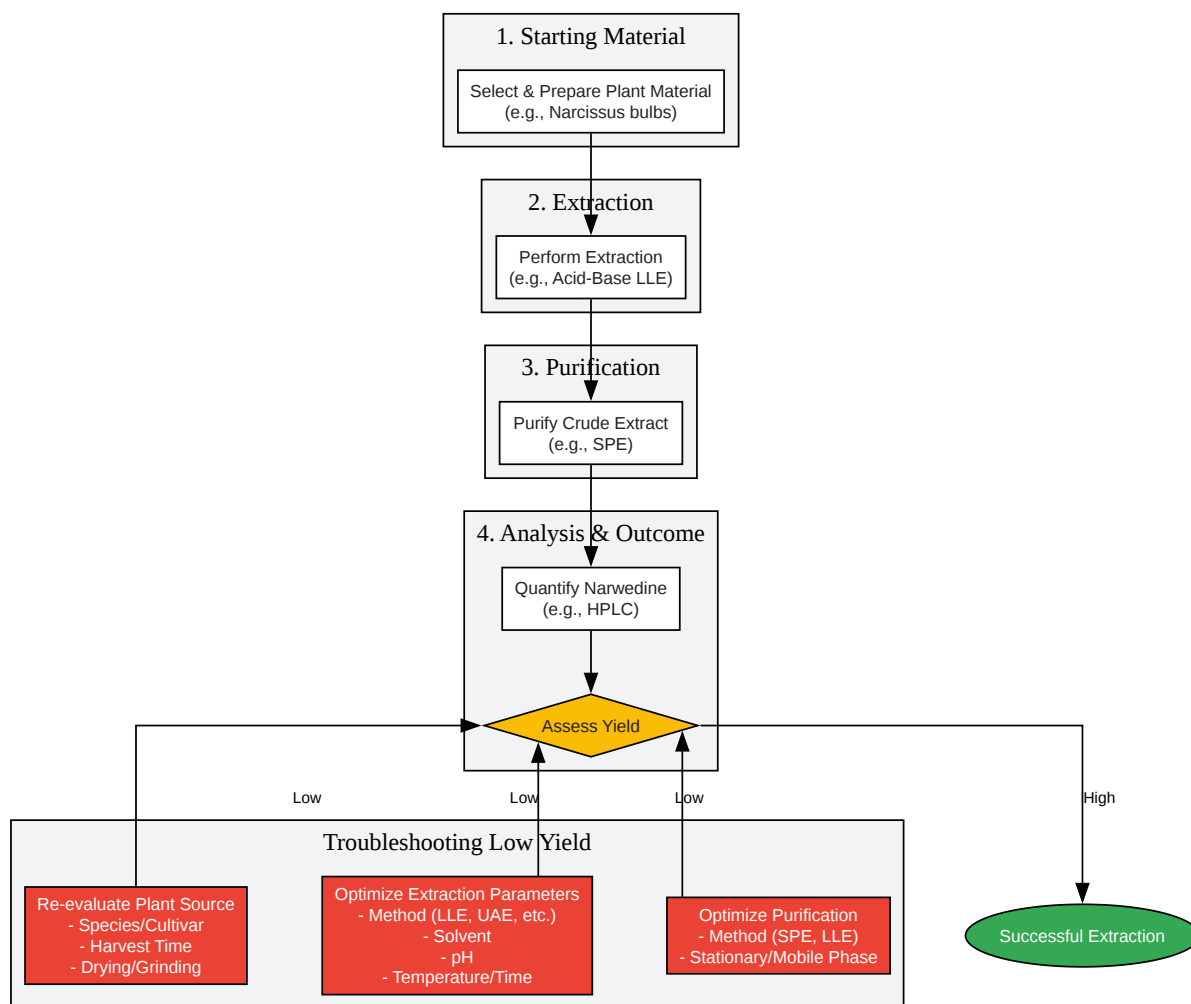 1. Starting Material
Select & Prepare Plant Material
(e.g., Narcissus bulbs)
2. Extraction
Perform Extraction
(e.g., Acid-Base LLE)
3. Purification
Purify Crude Extract
(e.g., SPE)
4. Analysis & Outcome
Quantify Narwedine
(e.g., HPLC)
Assess Yield
Low
Low
Low
High
Troubleshooting Low Yield
Re-evaluate Plant Source
- Species/Cultivar
- Harvest Time
- Drying/Grinding
Optimize Extraction Parameters
- Method (LLE, UAE, etc.)
- Solvent
- pH
- Temperature/Time
Optimize Purification
- Method (SPE, LLE)
- Stationary/Mobile Phase
Successful Extraction